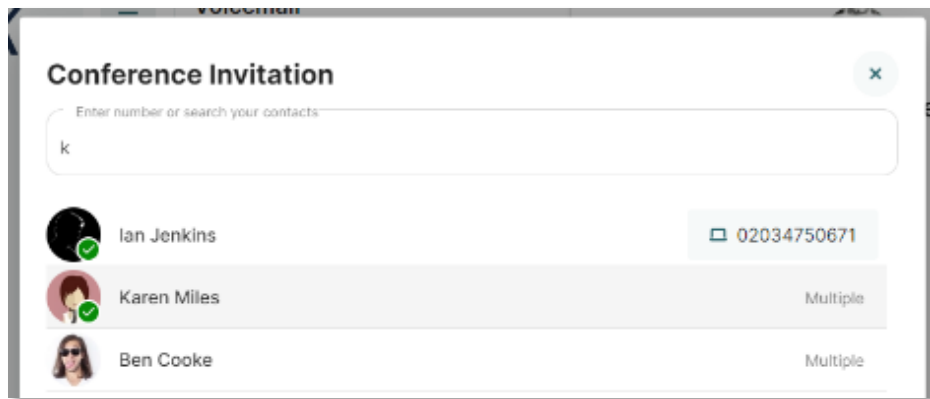 Voicemail
Conference Invitation
Enter number or search your contacts
k
Ian Jenkins 02034750671
Karen Miles Multiple
Ben Cooke Multiple